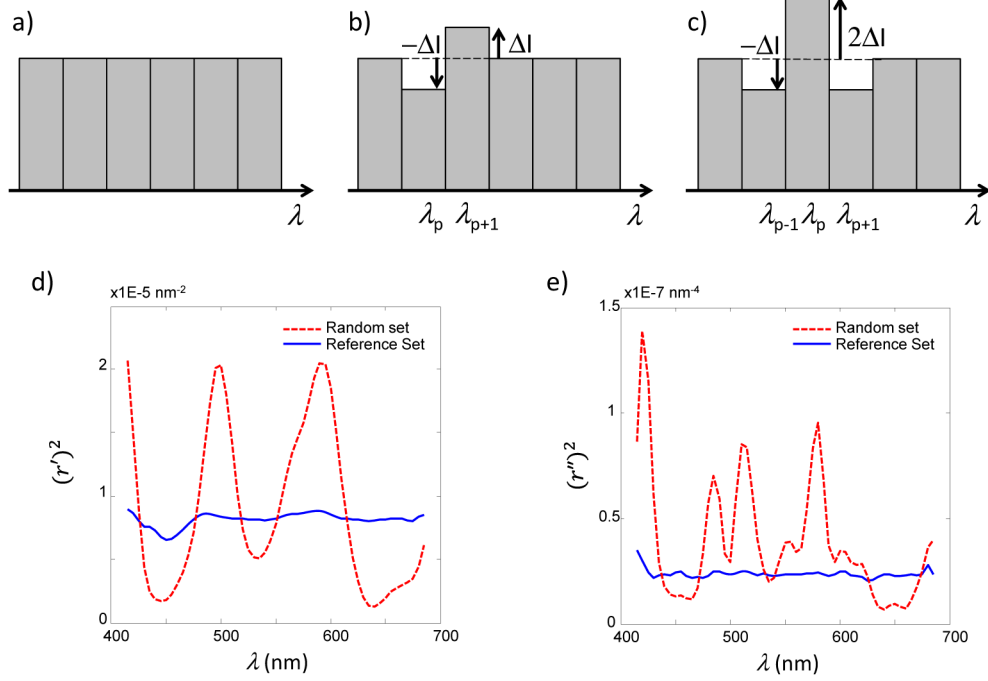 a)
b)
c)
−ΔI
ΔI
−ΔI
2ΔI
λ
λp
λp+1
λ
λp-1
λp
λp+1
λ
d)
x1E-5 nm-2
Random set
Reference Set
2
1
0
(r′)2
400
500
600
700
λ (nm)
e)
x1E-7 nm-4
Random set
Reference Set
1.5
1
0.5
0
(r″)2
400
500
600
700
λ (nm)